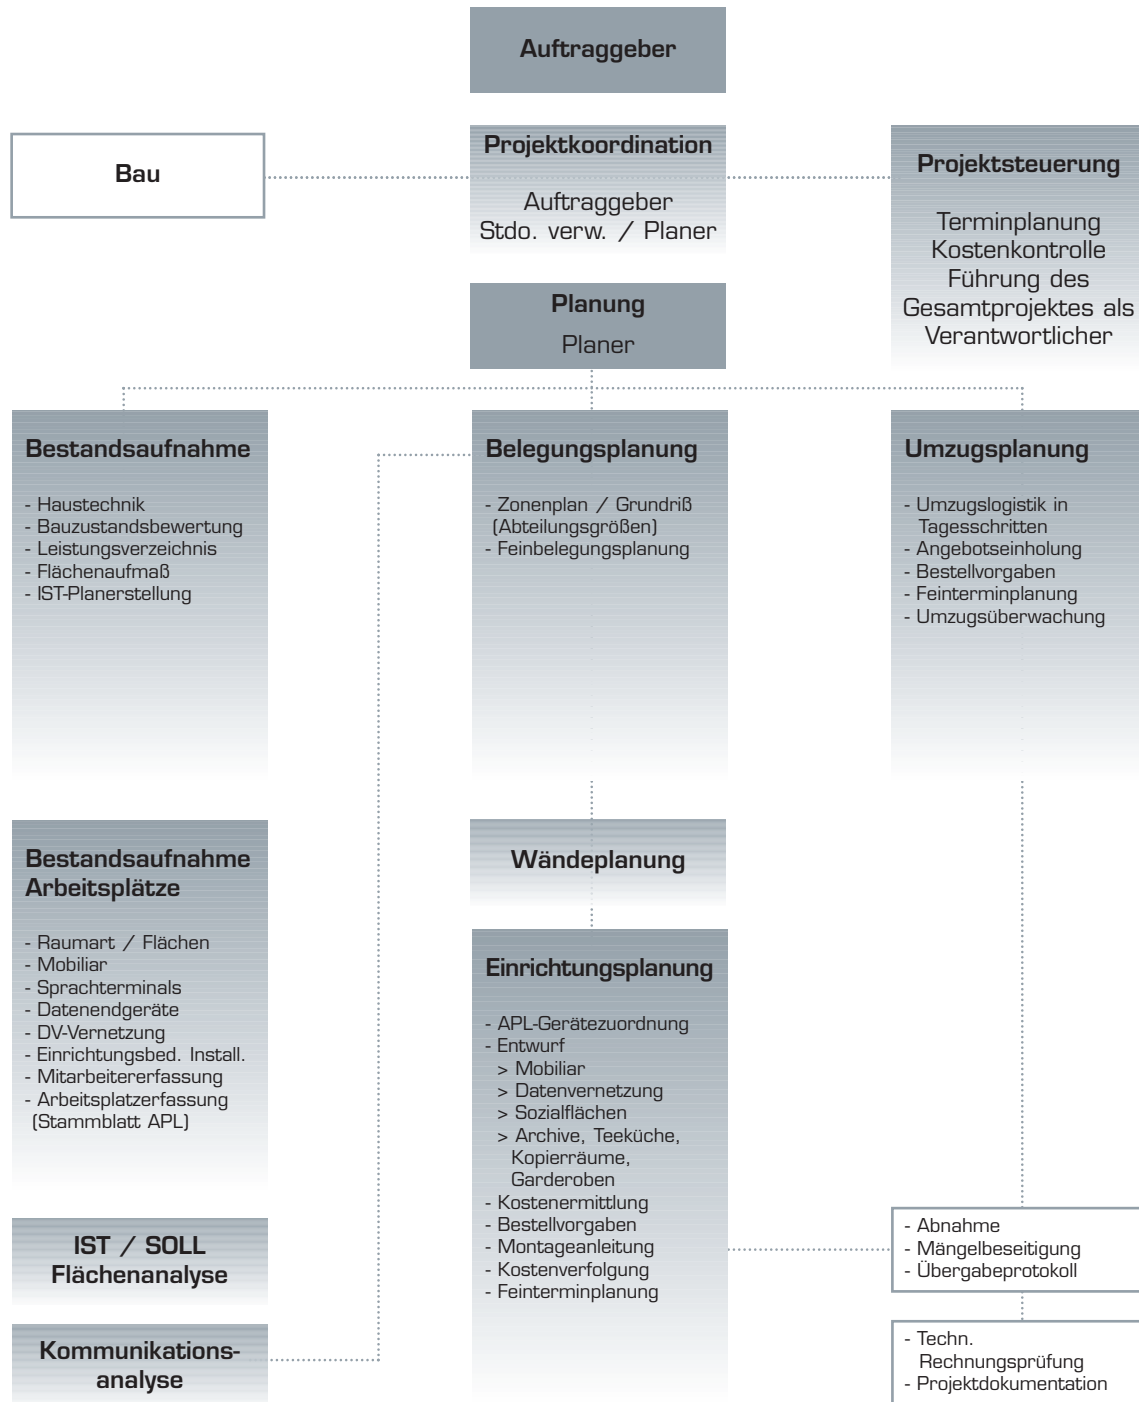 Auftraggeber
Bau
Projektkoordination
Auftraggeber
Stdo. verw. / Planer
Projektsteuerung
Terminplanung
Kostenkontrolle
Führung des
Gesamtprojektes als
Verantwortlicher
Planung
Planer
Bestandsaufnahme
- Haustechnik
- Bauzustandsbewertung
- Leistungsverzeichnis
- Flächenaufmaß
- IST-Planerstellung
Belegungsplanung
- Zonenplan / Grundriß
(Abteilungsgrößen)
- Feinbelegungsplanung
Umzugsplanung
- Umzugslogistik in
Tagesschritten
- Angebotseinholung
- Bestellvorgaben
- Feinterminplanung
- Umzugsüberwachung
Bestandsaufnahme
Arbeitsplätze
- Raumart / Flächen
- Mobiliar
- Sprachterminals
- Datenendgeräte
- DV-Vernetzung
- Einrichtungsbed. Install.
- Mitarbeitererfassung
- Arbeitsplatzerfassung
(Stammblatt APL)
Wändeplanung
Einrichtungsplanung
- APL-Gerätezuordnung
- Entwurf
> Mobiliar
> Datenvernetzung
> Sozialflächen
> Archive, Teeküche,
Kopierräume,
Garderoben
- Kostenermittlung
- Bestellvorgaben
- Montageanleitung
- Kostenverfolgung
- Feinterminplanung
IST / SOLL
Flächenanalyse
Kommunikations-
analyse
- Abnahme
- Mängelbeseitigung
- Übergabeprotokoll
- Techn.
Rechnungsprüfung
- Projektdokumentation